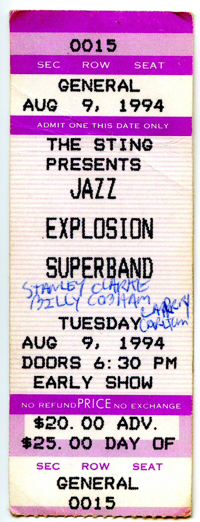 0015
SEC ROW SEAT
GENERAL
AUG 9, 1994
ADMIT ONE THIS DATE ONLY
THE STING
PRESENTS
JAZZ
EXPLOSION
SUPERBAND
STANLEY CLARKE
BILLY COBHAM
LARRY
CARLTON
TUESDAY
AUG 9, 1994
DOORS 6:30 PM
EARLY SHOW
NO REFUND PRICE NO EXCHANGE
$20.00 ADV.
$25.00 DAY OF
SEC ROW SEAT
GENERAL
0015